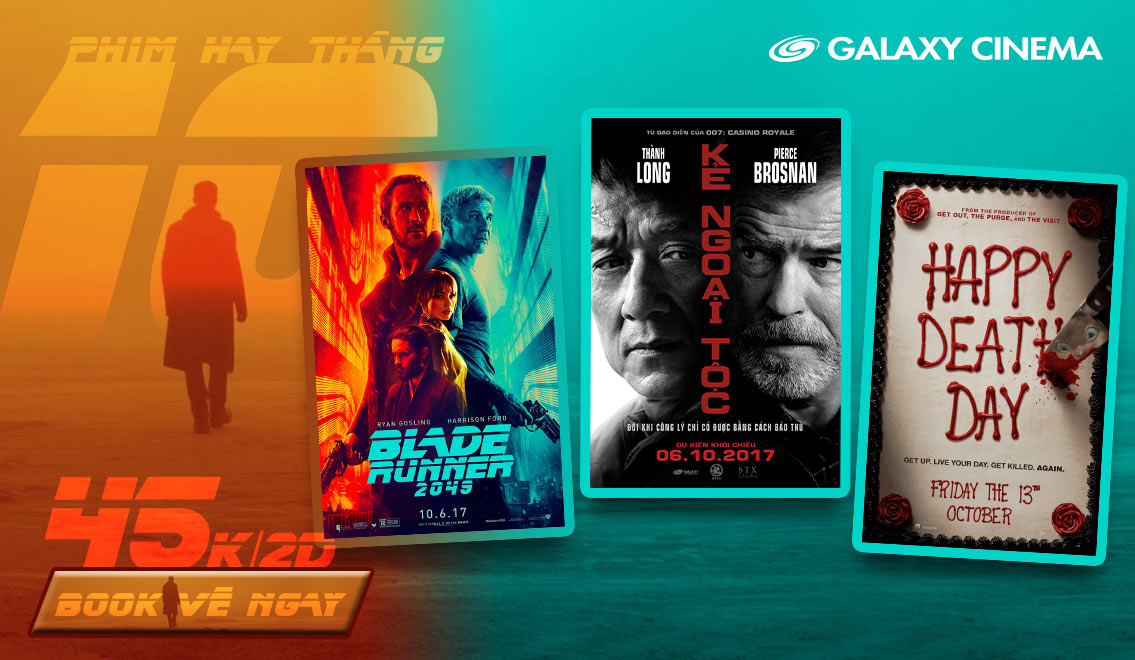 PHIM HAY THÁNG
10
GALAXY CINEMA
45K/2D
BOOK VÉ NGAY
RYAN GOSLING HARRISON FORD
BLADE
RUNNER
2049
10.6.17
TỪ ĐẠO DIỄN CỦA 007: CASINO ROYALE
THÀNH
LONG
PIERCE
BROSNAN
KẺ NGOẠI TỘC
ĐÔI KHI CÔNG LÝ CHỈ CÓ ĐƯỢC BẰNG CÁCH BÁO THÙ
DỰ KIẾN KHỞI CHIẾU
06.10.2017
GALAXY
STX
FROM THE PRODUCER OF
GET OUT, THE PURGE, AND THE VISIT
HAPPY
DEATH
DAY
GET UP. LIVE YOUR DAY. GET KILLED. AGAIN.
FRIDAY THE 13TH
OCTOBER